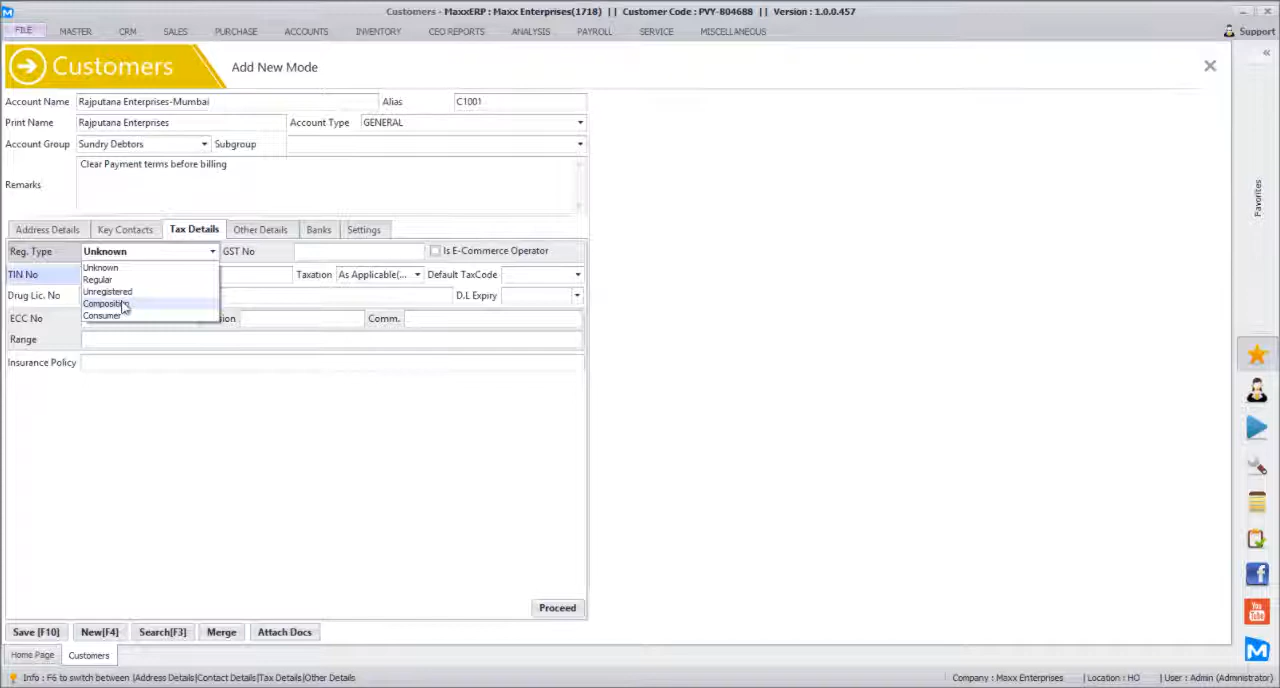 Customers - MaxxERP : Maxx Enterprises(1718) || Customer Code : PVY-804688 || Version : 1.0.0.457
FILE MASTER CRM SALES PURCHASE ACCOUNTS INVENTORY CEO REPORTS ANALYSIS PAYROLL SERVICE MISCELLANEOUS Support
Customers Add New Mode
Account Name Rajputana Enterprises-Mumbai Alias C1001
Print Name Rajputana Enterprises Account Type GENERAL
Account Group Sundry Debtors Subgroup
Clear Payment terms before billing
Remarks
Favorites
Address Details Key Contacts Tax Details Other Details Banks Settings
Reg. Type Unknown GST No Is E-Commerce Operator
Unknown
TIN No Taxation As Applicable(... Default TaxCode
Regular
Unregistered
Drug Lic. No D.L Expiry
Composition
Consumer
ECC No Comm.
Range
Insurance Policy
Proceed
Save [F10] New[F4] Search[F3] Merge Attach Docs
Home Page Customers
Info : F6 to switch between |Address Details|Contact Details|Tax Details|Other Details Company : Maxx Enterprises |Location : HO |User : Admin (Administrator)
You
Tube